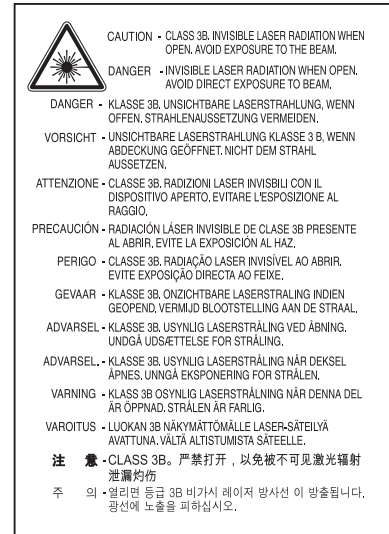 CAUTION - CLASS 3B. INVISIBLE LASER RADIATION WHEN
OPEN. AVOID EXPOSURE TO THE BEAM.
DANGER - INVISIBLE LASER RADIATION WHEN OPEN.
AVOID DIRECT EXPOSURE TO BEAM.
DANGER - KLASSE 3B. UNSICHTBARE LASERSTRAHLUNG, WENN
OFFEN. STRAHLENAUSSETZUNG VERMEIDEN.
VORSICHT - UNSICHTBARE LASERSTRAHLUNG KLASSE 3 B, WENN
ABDECKUNG GEÖFFNET. NICHT DEM STRAHL
AUSSETZEN.
ATTENZIONE - CLASSE 3B. RADIZIONI LASER INVISBILI CON IL
DISPOSITIVO APERTO. EVITARE L'ESPOSIZIONE AL
RAGGIO.
PRECAUCIÓN - RADIACIÓN LÁSER INVISIBLE DE CLASE 3B PRESENTE
AL ABRIR. EVITE LA EXPOSICIÓN AL HAZ.
PERIGO - CLASSE 3B. RADIAÇÃO LASER INVISÍVEL AO ABRIR.
EVITE EXPOSIÇÃO DIRECTA AO FEIXE.
GEVAAR - KLASSE 3B. ONZICHTBARE LASERSTRALING INDIEN
GEOPEND. VERMIJD BLOOTSTELLING AAN DE STRAAL.
ADVARSEL - KLASSE 3B. USYNLIG LASERSTRÅLING VED ÅBNING.
UNDGÅ UDSÆTTELSE FOR STRÅLING.
ADVARSEL. - KLASSE 3B. USYNLIG LASERSTRÅLING NÅR DEKSEL
ÅPNES. UNNGÅ EKSPONERING FOR STRÅLEN.
VARNING - KLASS 3B OSYNLIG LASERSTRÅLNING NÄR DENNA DEL
ÄR ÖPPNAD. STRÅLEN ÄR FARLIG.
VAROITUS - LUOKAN 3B NÄKYMÄTTÖMÄLLE LASER-SÄTEILYÄ
AVATTUNA. VÄLTÄ ALTISTUMISTA SÄTEELLE.
注 意 - CLASS 3B。严禁打开，以免被不可见激光辐射
泄漏灼伤
주 의 - 열리면 등급 3B 비가시 레이저 방사선 이 방출됩니다.
광선에 노출을 피하십시오.